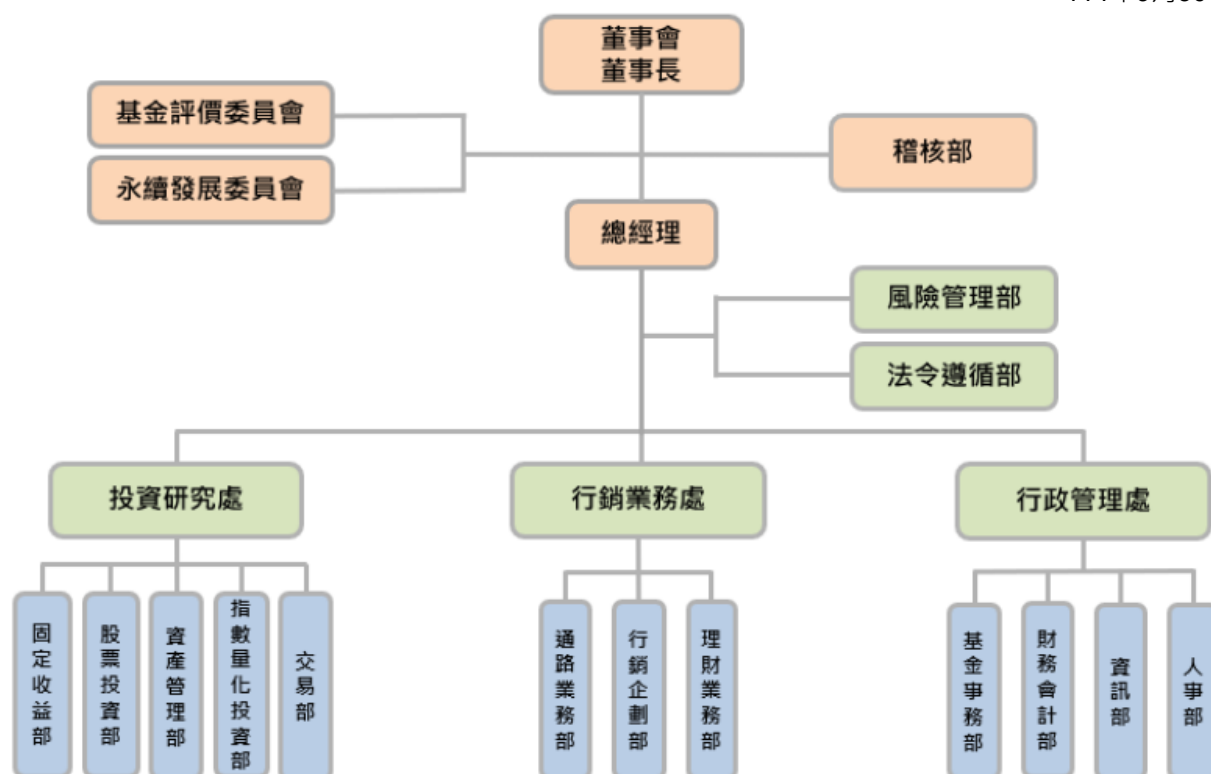 董事會
董事長
基金評價委員會
永續發展委員會
稽核部
總經理
風險管理部
法令遵循部
投資研究處
行銷業務處
行政管理處
固定收益部
股票投資部
資產管理部
指數量化投資部
交易部
通路業務部
行銷企劃部
理財業務部
基金事務部
財務會計部
資訊部
人事部